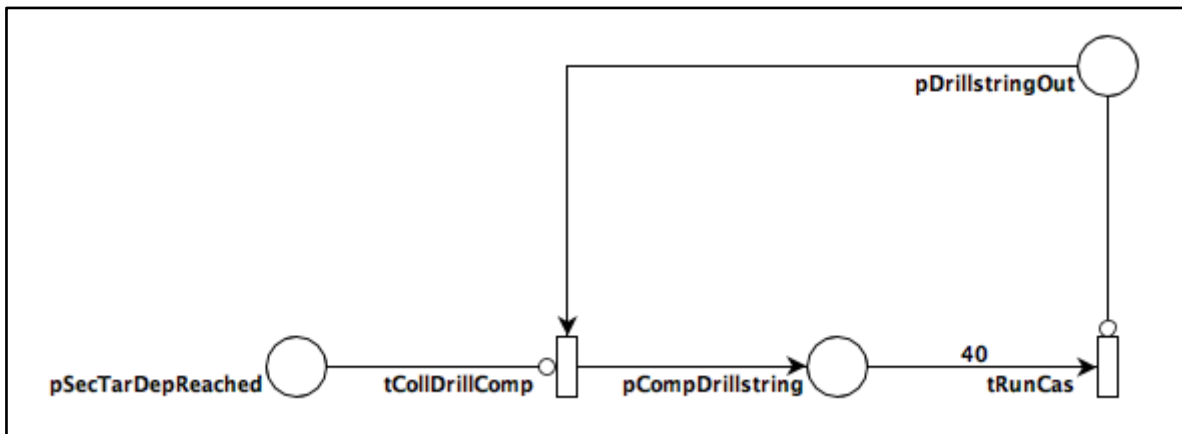 pDrillstringOut
40
pSecTarDepReached
tCollDrillComp
pCompDrillstring
tRunCas